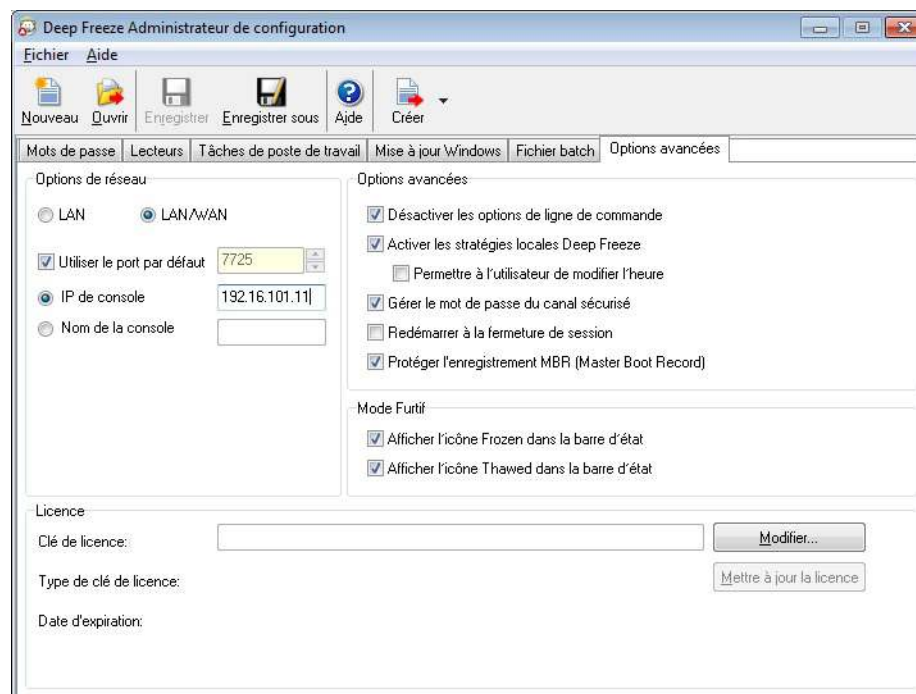 Deep Freeze Administrateur de configuration
Fichier Aide
Nouveau Ouvrir Enregistrer Enregistrer sous Aide Créer
Mots de passe Lecteurs Tâches de poste de travail Mise à jour Windows Fichier batch Options avancées
Options de réseau
LAN LAN/WAN
Utiliser le port par défaut 7725
IP de console 192.16.101.11
Nom de la console
Options avancées
Désactiver les options de ligne de commande
Activer les stratégies locales Deep Freeze
Permettre à l'utilisateur de modifier l'heure
Gérer le mot de passe du canal sécurisé
Redémarrer à la fermeture de session
Protéger l'enregistrement MBR (Master Boot Record)
Mode Furtif
Afficher l'icône Frozen dans la barre d'état
Afficher l'icône Thawed dans la barre d'état
Licence
Clé de licence: Modifier...
Type de clé de licence: Mettre à jour la licence
Date d'expiration: